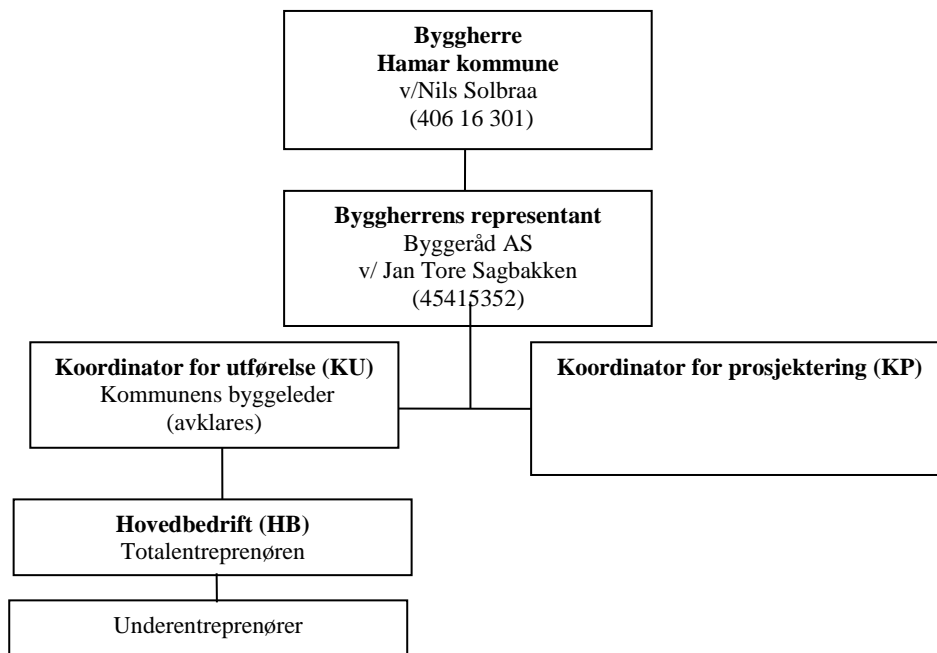 Byggherre
Hamar kommune
v/Nils Solbraa
(406 16 301)
Byggherrens representant
Byggeråd AS
v/ Jan Tore Sagbakken
(45415352)
Koordinator for utførelse (KU)
Kommunens byggeleder
(avklares)
Koordinator for prosjektering (KP)
Hovedbedrift (HB)
Totalentreprenøren
Underentreprenører